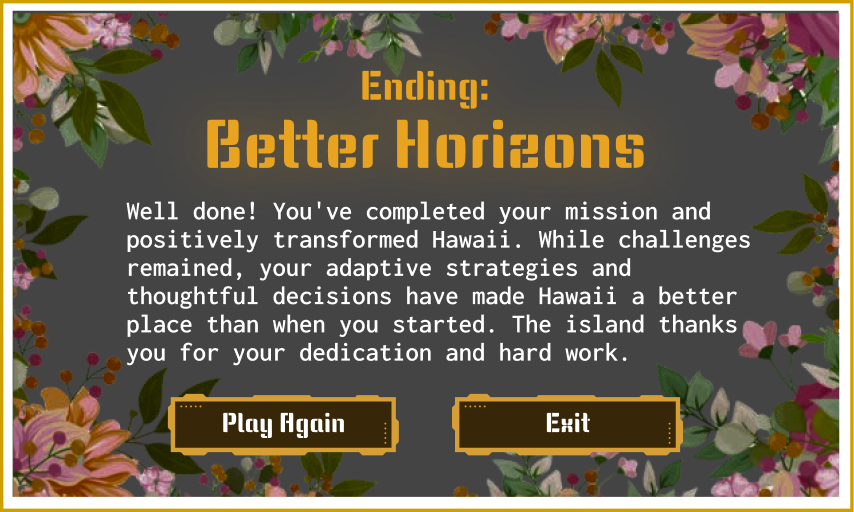 Ending:
Better Horizons
Well done! You've completed your mission and
positively transformed Hawaii. While challenges
remained, your adaptive strategies and
thoughtful decisions have made Hawaii a better
place than when you started. The island thanks
you for your dedication and hard work.
Play Again
Exit